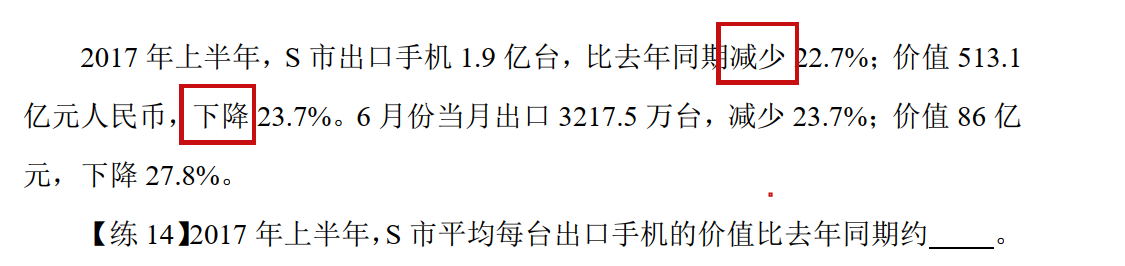 2017 年上半年，S 市出口手机 1.9 亿台，比去年同期减少 22.7%；价值 513.1
亿元人民币，下降 23.7%。6 月份当月出口 3217.5 万台，减少 23.7%；价值 86 亿
元，下降 27.8%。
【练 14】2017 年上半年，S 市平均每台出口手机的价值比去年同期约_____。